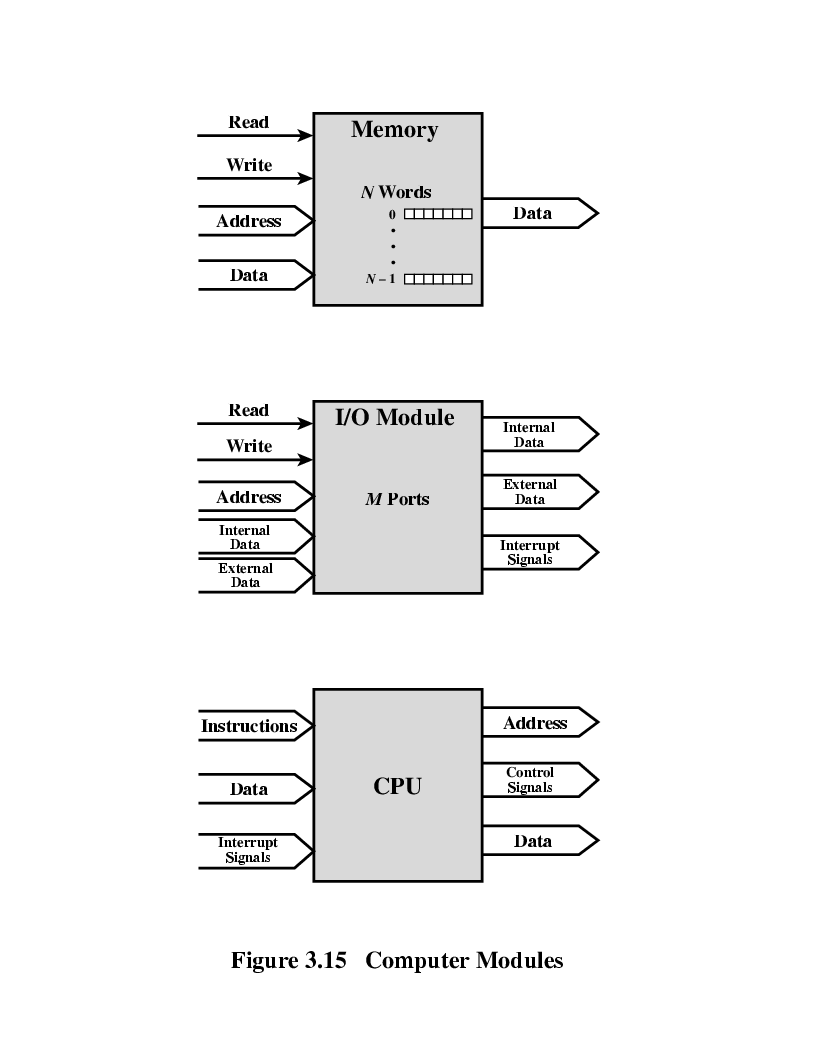 Read
Memory
Write
N Words
Address
0
Data
Data
N – 1
Read
I/O Module
Internal
Data
Write
Address
M Ports
External
Data
Internal
Data
Interrupt
Signals
External
Data
Instructions
Address
Data
CPU
Control
Signals
Interrupt
Signals
Data
Figure 3.15 Computer Modules